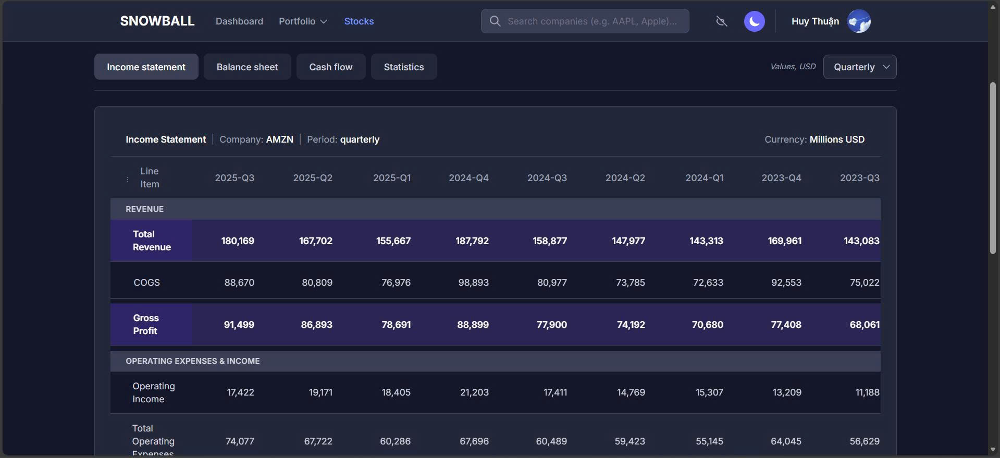 SNOWBALL Dashboard Portfolio Stocks Search companies (e.g. AAPL, Apple)... Huy Thuận
Income statement Balance sheet Cash flow Statistics Values, USD Quarterly
Income Statement | Company: AMZN | Period: quarterly Currency: Millions USD
Line
Item 2025-Q3 2025-Q2 2025-Q1 2024-Q4 2024-Q3 2024-Q2 2024-Q1 2023-Q4 2023-Q3
REVENUE
Total
Revenue 180,169 167,702 155,667 187,792 158,877 147,977 143,313 169,961 143,083
COGS 88,670 80,809 76,976 98,893 80,977 73,785 72,633 92,553 75,022
Gross
Profit 91,499 86,893 78,691 88,899 77,900 74,192 70,680 77,408 68,061
OPERATING EXPENSES & INCOME
Operating
Income 17,422 19,171 18,405 21,203 17,411 14,769 15,307 13,209 11,188
Total
Operating 74,077 67,722 60,286 67,696 60,489 59,423 55,145 64,045 56,629
Expenses